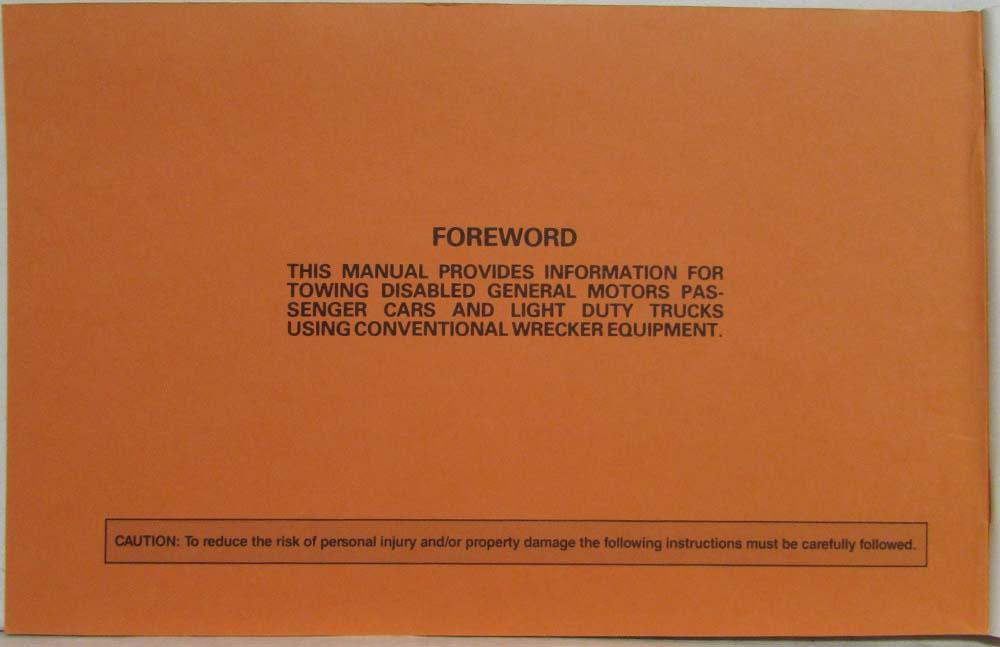 FOREWORD
THIS MANUAL PROVIDES INFORMATION FOR
TOWING DISABLED GENERAL MOTORS PAS-
SENGER CARS AND LIGHT DUTY TRUCKS
USING CONVENTIONAL WRECKER EQUIPMENT.
CAUTION: To reduce the risk of personal injury and/or property damage the following instructions must be carefully followed.